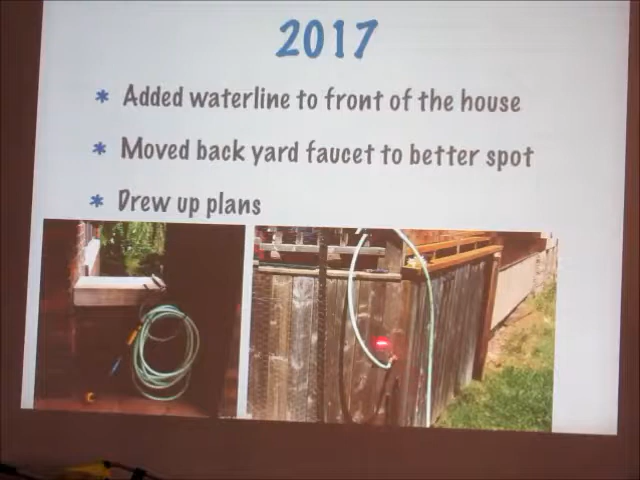 2017
* Added waterline to front of the house
* Moved back yard faucet to better spot
* Drew up plans